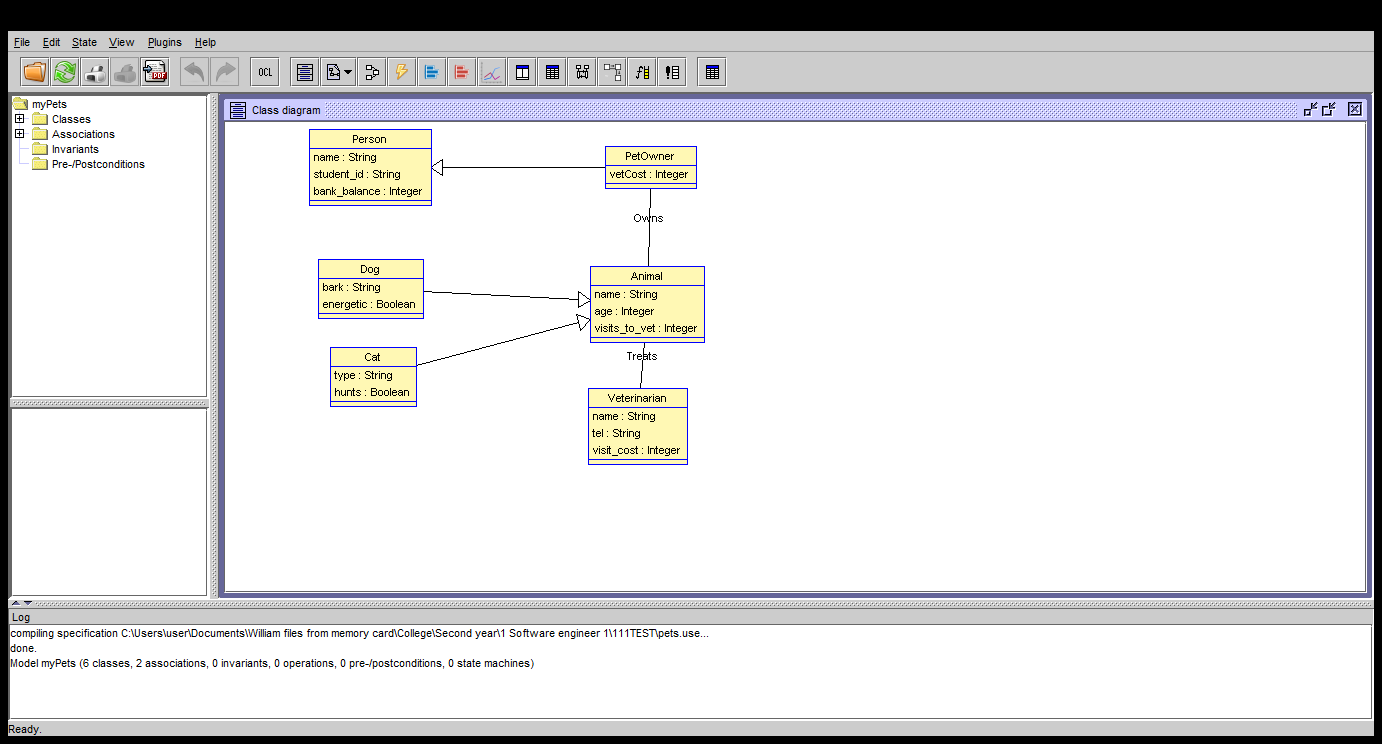 File Edit State View Plugins Help
PDF OCL
myPets
Classes
Associations
Invariants
Pre-/Postconditions
Class diagram
Person
name : String
student_id : String
bank_balance : Integer
PetOwner
vetCost : Integer
Owns
Dog
bark : String
energetic : Boolean
Animal
name : String
age : Integer
visits_to_vet : Integer
Cat
type : String
hunts : Boolean
Treats
Veterinarian
name : String
tel : String
visit_cost : Integer
Log
compiling specification C:\Users\user\Documents\William files from memory card\College\Second year\1 Software engineer 1\111TEST\pets.use...
done.
Model myPets (6 classes, 2 associations, 0 invariants, 0 operations, 0 pre-/postconditions, 0 state machines)
Ready.